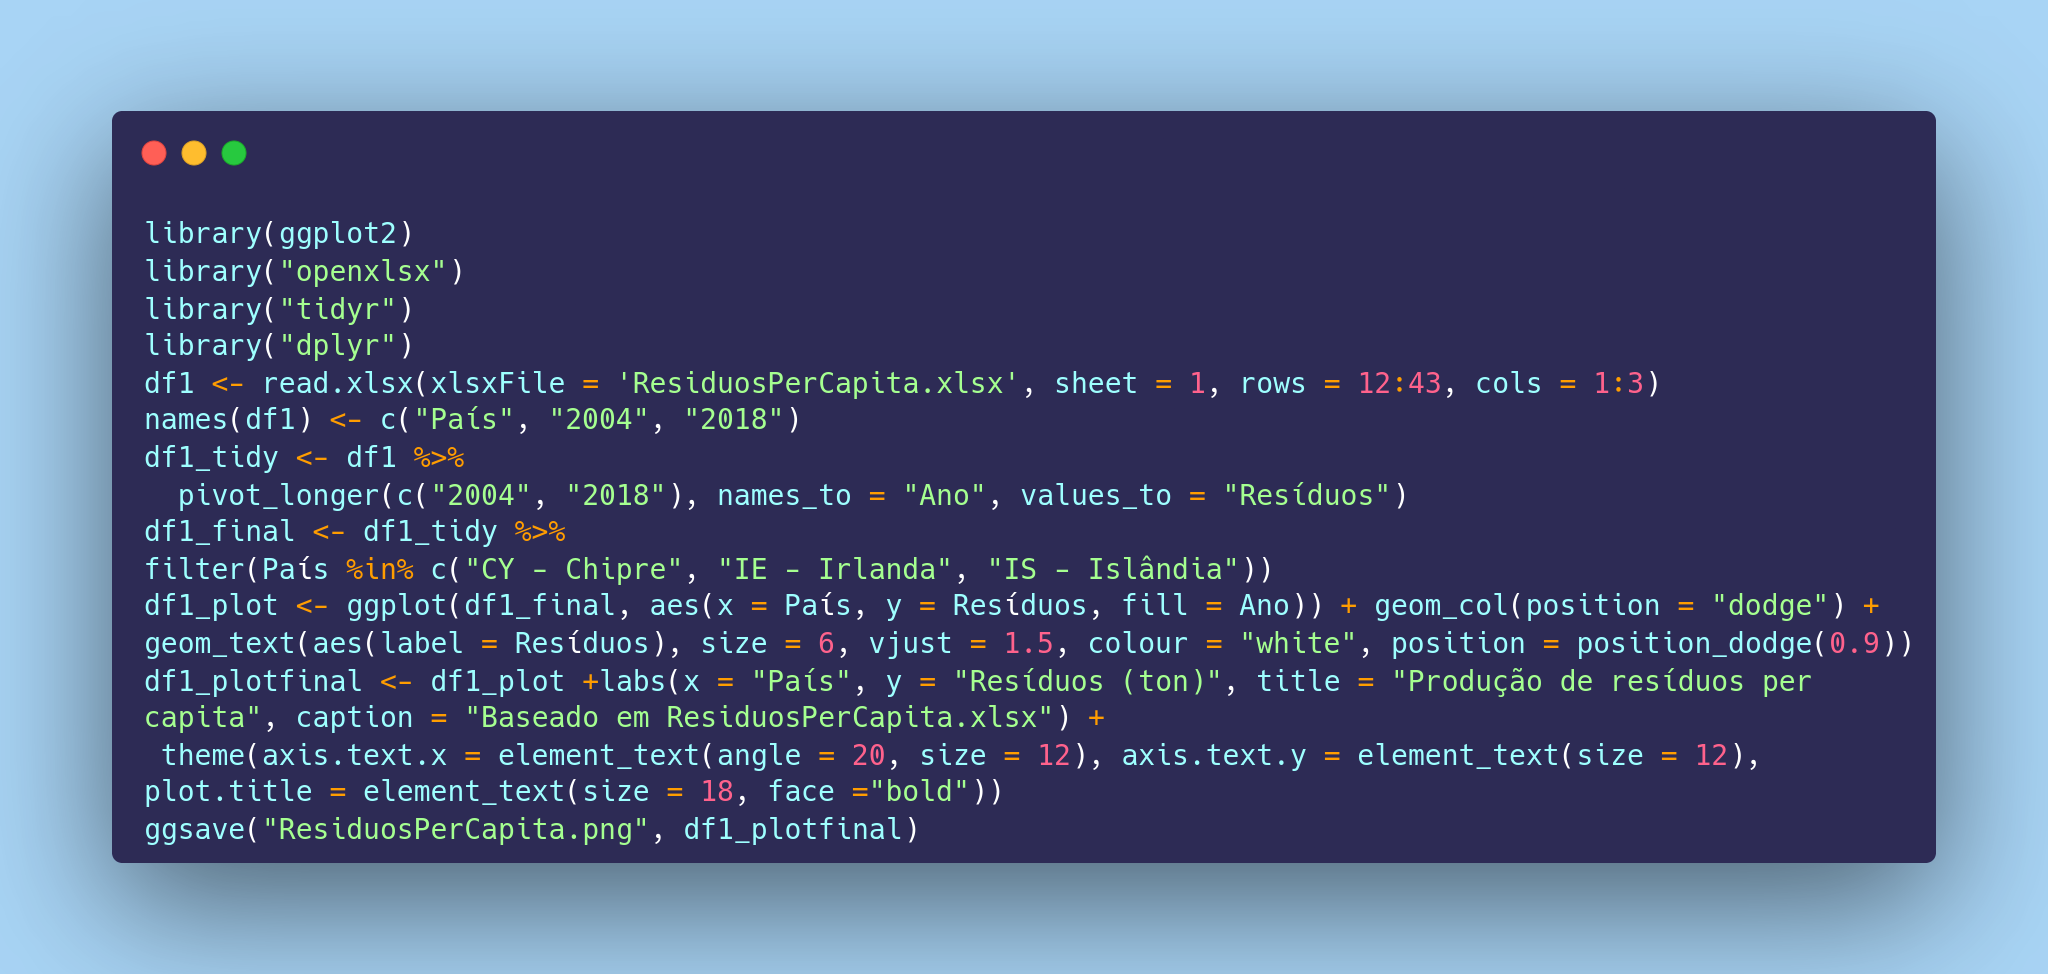 library(ggplot2)
library("openxlsx")
library("tidyr")
library("dplyr")
df1 <- read.xlsx(xlsxFile = 'ResiduosPerCapita.xlsx', sheet = 1, rows = 12:43, cols = 1:3)
names(df1) <- c("País", "2004", "2018")
df1_tidy <- df1 %>%
  pivot_longer(c("2004", "2018"), names_to = "Ano", values_to = "Resíduos")
df1_final <- df1_tidy %>%
filter(País %in% c("CY - Chipre", "IE - Irlanda", "IS - Islândia"))
df1_plot <- ggplot(df1_final, aes(x = País, y = Resíduos, fill = Ano)) + geom_col(position = "dodge") +
geom_text(aes(label = Resíduos), size = 6, vjust = 1.5, colour = "white", position = position_dodge(0.9))
df1_plotfinal <- df1_plot +labs(x = "País", y = "Resíduos (ton)", title = "Produção de resíduos per
capita", caption = "Baseado em ResiduosPerCapita.xlsx") +
 theme(axis.text.x = element_text(angle = 20, size = 12), axis.text.y = element_text(size = 12),
plot.title = element_text(size = 18, face ="bold"))
ggsave("ResiduosPerCapita.png", df1_plotfinal)